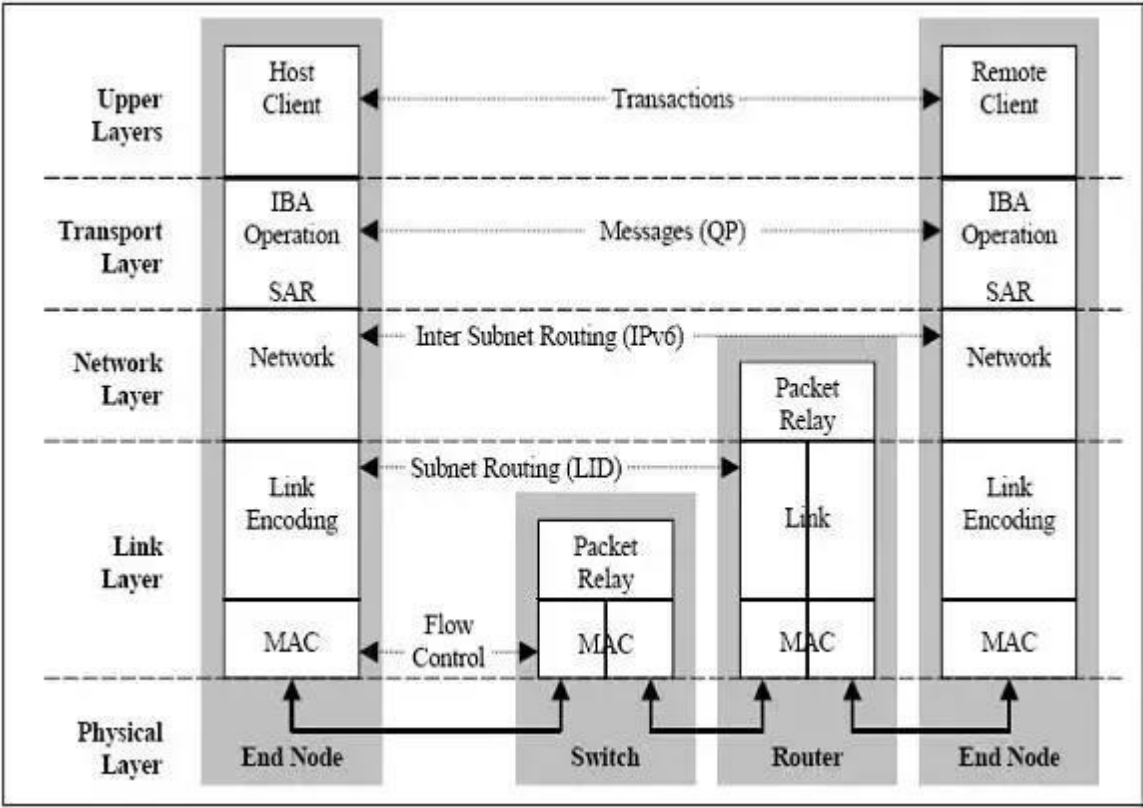 Upper
Layers
Host
Client
Transactions
Remote
Client
Transport
Layer
IBA
Operation
SAR
Messages (QP)
IBA
Operation
SAR
Network
Layer
Network
Inter Subnet Routing (IPv6)
Packet
Relay
Network
Link
Layer
Link
Encoding
Subnet Routing (LID)
Packet
Relay
Link
Link
Encoding
MAC
Flow
Control
MAC
MAC
MAC
Physical
Layer
End Node
Switch
Router
End Node